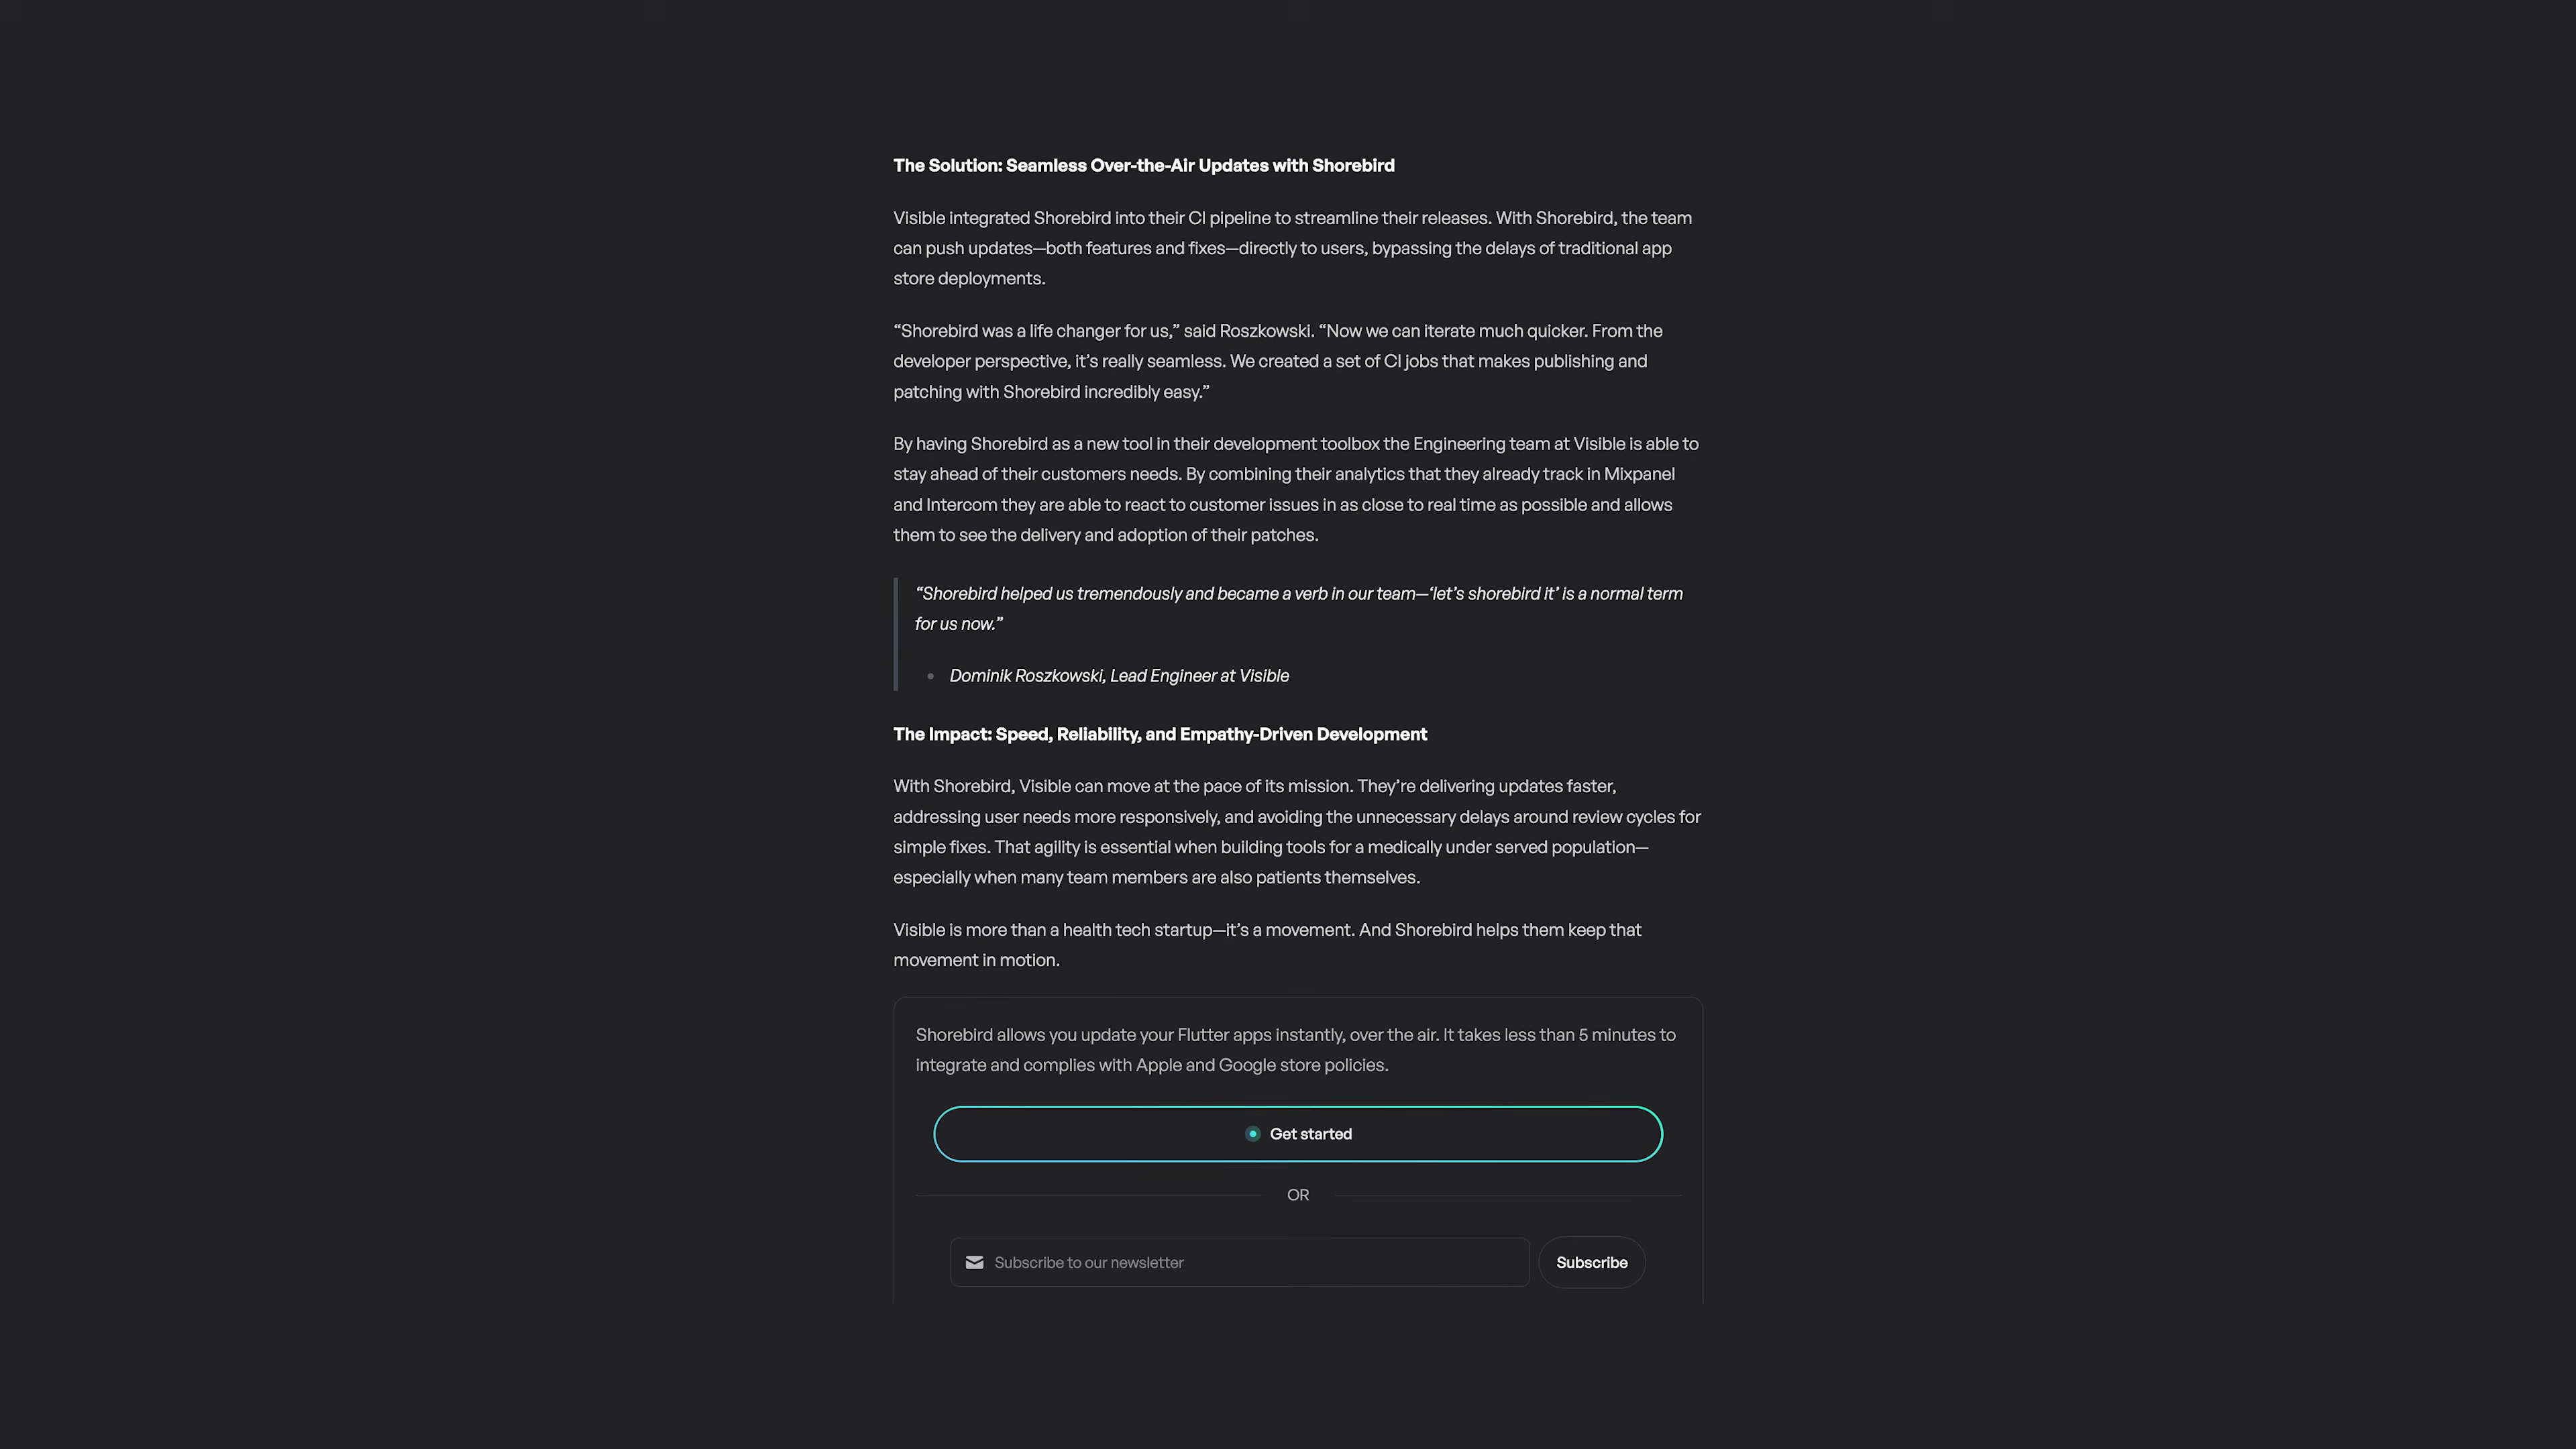 The Solution: Seamless Over-the-Air Updates with Shorebird
Visible integrated Shorebird into their CI pipeline to streamline their releases. With Shorebird, the team
can push updates—both features and fixes—directly to users, bypassing the delays of traditional app
store deployments.
“Shorebird was a life changer for us,” said Roszkowski. “Now we can iterate much quicker. From the
developer perspective, it’s really seamless. We created a set of CI jobs that makes publishing and
patching with Shorebird incredibly easy.”
By having Shorebird as a new tool in their development toolbox the Engineering team at Visible is able to
stay ahead of their customers needs. By combining their analytics that they already track in Mixpanel
and Intercom they are able to react to customer issues in as close to real time as possible and allows
them to see the delivery and adoption of their patches.
“Shorebird helped us tremendously and became a verb in our team—‘let’s shorebird it’ is a normal term
for us now.”
• Dominik Roszkowski, Lead Engineer at Visible
The Impact: Speed, Reliability, and Empathy-Driven Development
With Shorebird, Visible can move at the pace of its mission. They’re delivering updates faster,
addressing user needs more responsively, and avoiding the unnecessary delays around review cycles for
simple fixes. That agility is essential when building tools for a medically under served population—
especially when many team members are also patients themselves.
Visible is more than a health tech startup—it’s a movement. And Shorebird helps them keep that
movement in motion.
Shorebird allows you update your Flutter apps instantly, over the air. It takes less than 5 minutes to
integrate and complies with Apple and Google store policies.
Get started
OR
Subscribe to our newsletter
Subscribe